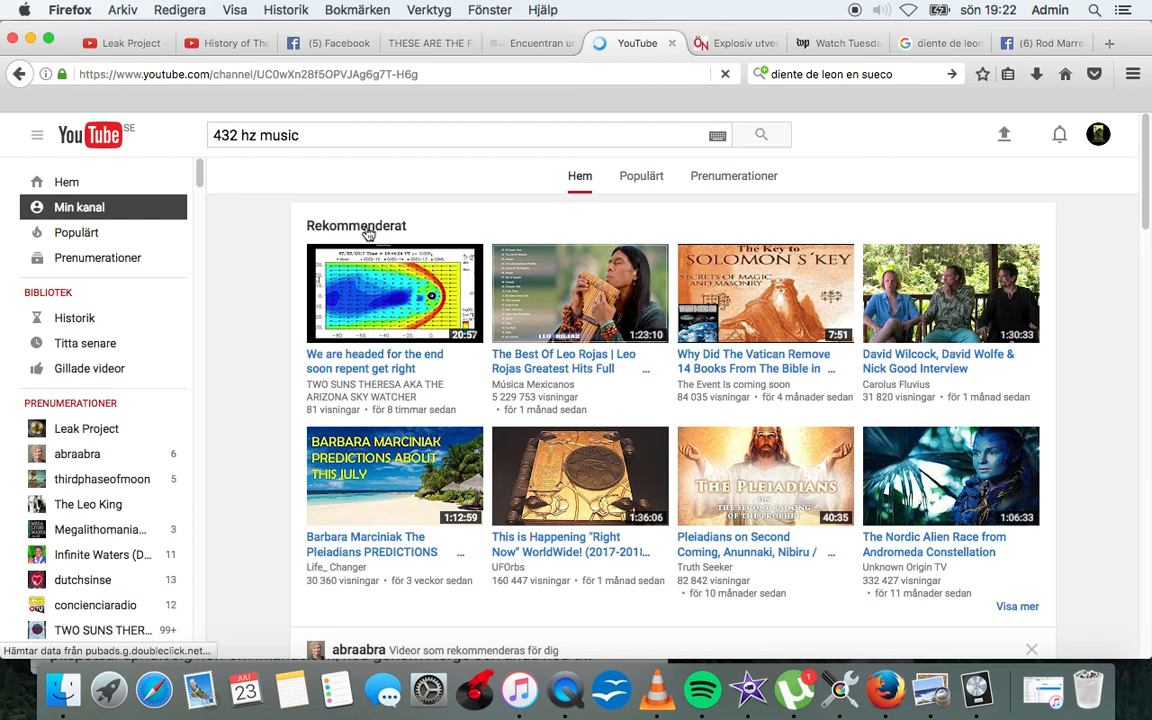 Firefox Arkiv Redigera Visa Historik Bokmärken Verktyg Fönster Hjälp sön 19:22 Admin
Leak Project - History of The (5) Facebook THESE ARE THE F Encuentran un YouTube Explosiv utvec Watch Tuesda diente de leon (6) Rod Marre
https://www.youtube.com/channel/UC0wXn28f5OPVJAg6g7T-H6g diente de leon en sueco
YouTube SE 432 hz music
Hem Populärt Prenumerationer
Hem
Min kanal
Populärt
Prenumerationer
BIBLIOTEK
Historik
Titta senare
Gillade videor
PRENUMERATIONER
Leak Project
abraabra 6
thirdphaseofmoon 5
The Leo King
Megalithomania... 3
Infinite Waters (D... 11
dutchsinse 13
concienciaradio 12
TWO SUNS THER... 99+
Hämtar data från pubads.g.doubleclick.net...
Rekommenderat
20:57
We are headed for the end
soon repent get right
TWO SUNS THERESA AKA THE
ARIZONA SKY WATCHER
81 visningar • för 8 timmar sedan
LEO ROJAS
1:23:10
The Best Of Leo Rojas | Leo
Rojas Greatest Hits Full ...
Música Mexicanos
5 229 753 visningar
• för 1 månad sedan
The Key to
SOLOMON S´KEY
SECRETS OF MAGIC
AND MASONRY
7:51
Why Did The Vatican Remove
14 Books From The Bible in ...
The Event Is coming soon
84 035 visningar • för 4 månader sedan
1:30:33
David Wilcock, David Wolfe &
Nick Good Interview
Carolus Fluvius
31 820 visningar • för 1 månad sedan
BARBARA MARCINIAK
PREDICTIONS ABOUT
THIS JULY
1:12:59
Barbara Marciniak The
Pleiadians PREDICTIONS ...
Life_ Changer
30 360 visningar • för 3 veckor sedan
1:36:06
This is Happening "Right
Now" WorldWide! (2017-201...
UFOrbs
160 447 visningar • för 1 månad sedan
THE PLEIADIANS
ON
THE SECOND COMING
OF THE PROPHET
40:35
Pleiadians on Second
Coming, Anunnaki, Nibiru / ...
Truth Seeker
82 842 visningar
• för 10 månader sedan
1:06:33
The Nordic Alien Race from
Andromeda Constellation
Unknown Origin TV
332 427 visningar
• för 11 månader sedan
Visa mer
abraabra Videor som rekommenderas för dig
JULI
23
1